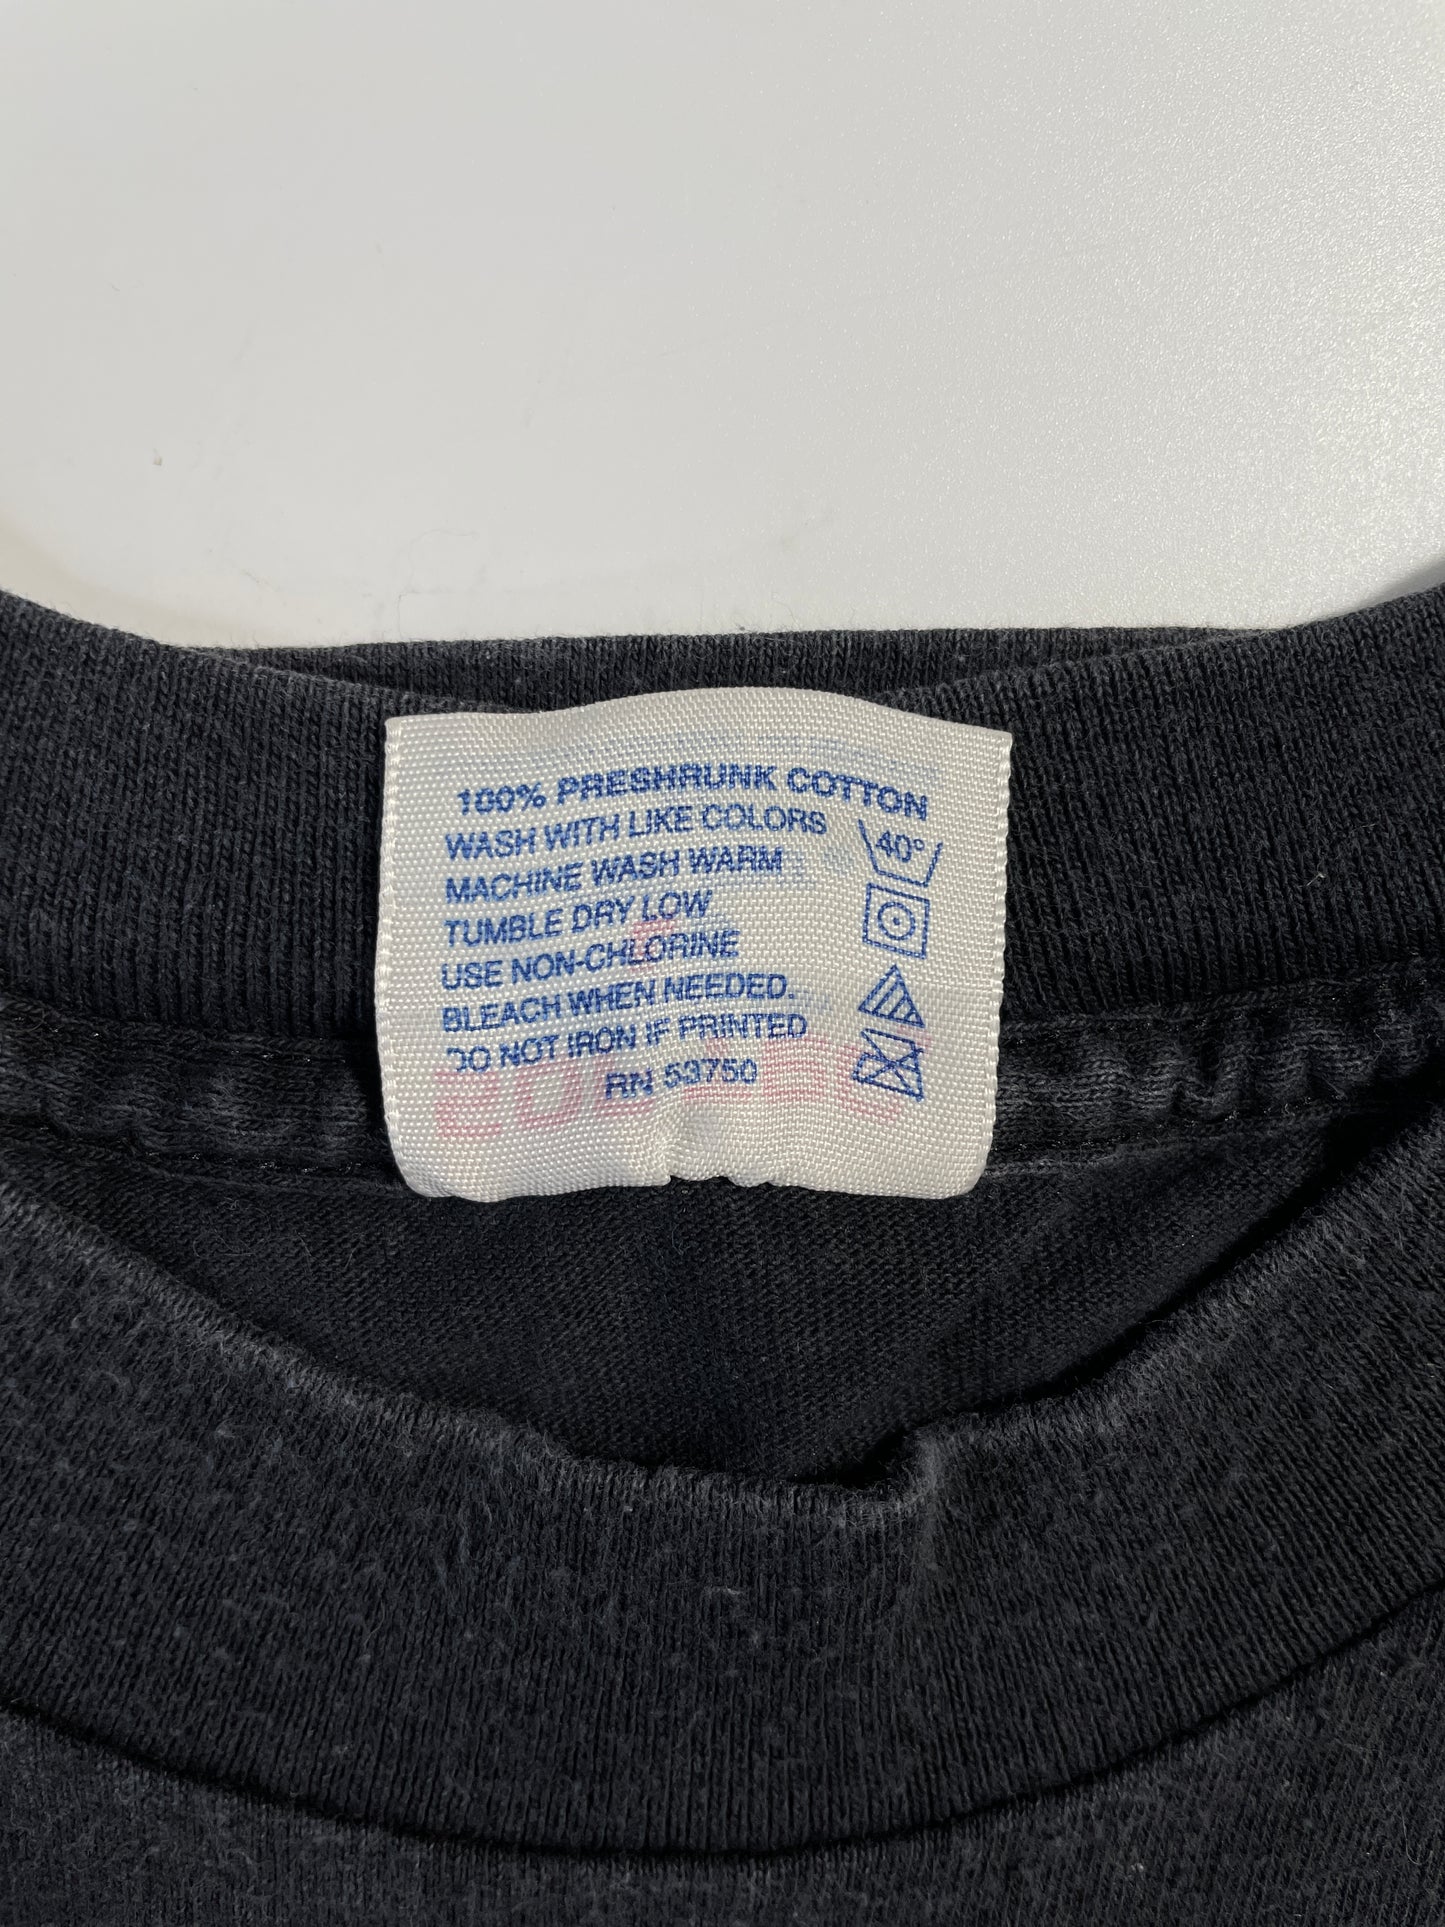 100% PRESHRUNK COTTON
WASH WITH LIKE COLORS
40°
MACHINE WASH WARM
TUMBLE DRY LOW
USE NON-CHLORINE
BLEACH WHEN NEEDED.
DO NOT IRON IF PRINTED
RN 53750